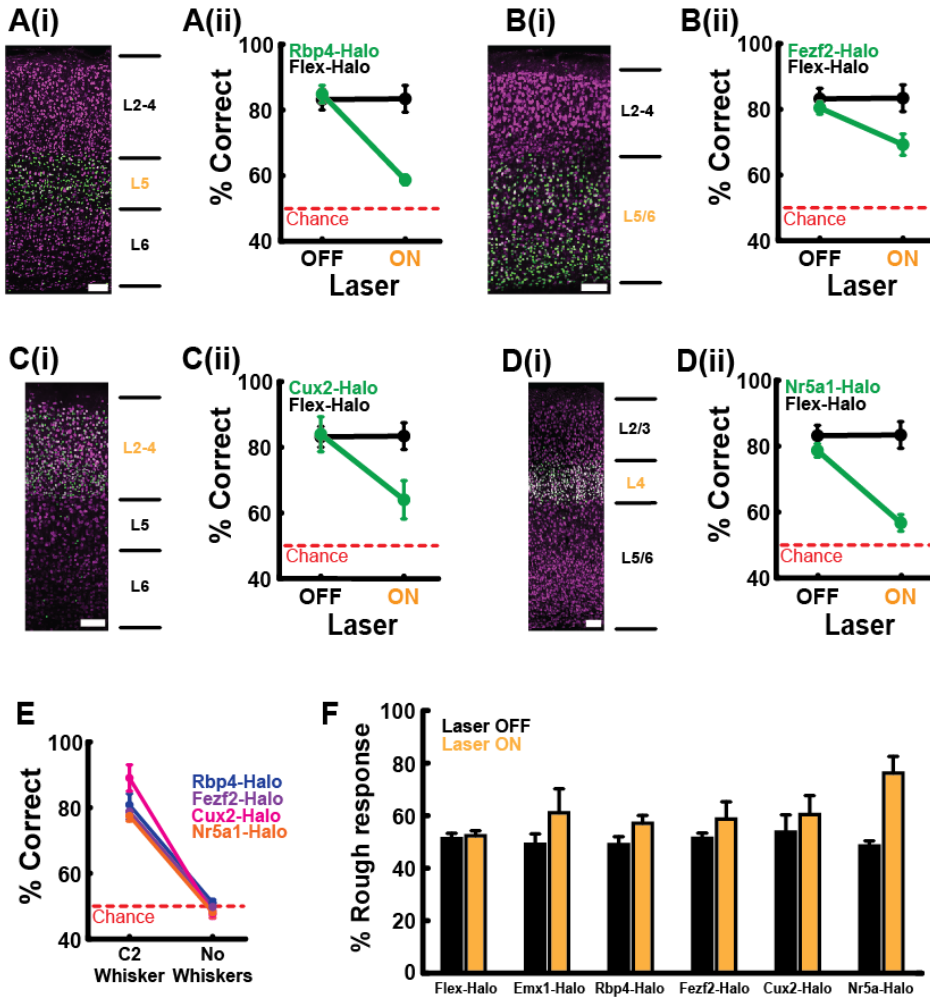 A(i)
L2-4
L5
L6
A(ii)
100
80
60
40
% Correct
Rbp4-Halo
Flex-Halo
Chance
OFF
ON
Laser
B(i)
L2-4
L5/6
B(ii)
100
80
60
40
% Correct
Fezf2-Halo
Flex-Halo
Chance
OFF
ON
Laser
C(i)
L2-4
L5
L6
C(ii)
100
80
60
40
% Correct
Cux2-Halo
Flex-Halo
Chance
OFF
ON
Laser
D(i)
L2/3
L4
L5/6
D(ii)
100
80
60
40
% Correct
Nr5a1-Halo
Flex-Halo
Chance
OFF
ON
Laser
E
100
80
60
40
% Correct
Rbp4-Halo
Fezf2-Halo
Cux2-Halo
Nr5a1-Halo
Chance
C2
Whisker
No
Whiskers
F
100
80
60
40
20
0
% Rough response
Laser OFF
Laser ON
Flex-Halo
Emx1-Halo
Rbp4-Halo
Fezf2-Halo
Cux2-Halo
Nr5a-Halo